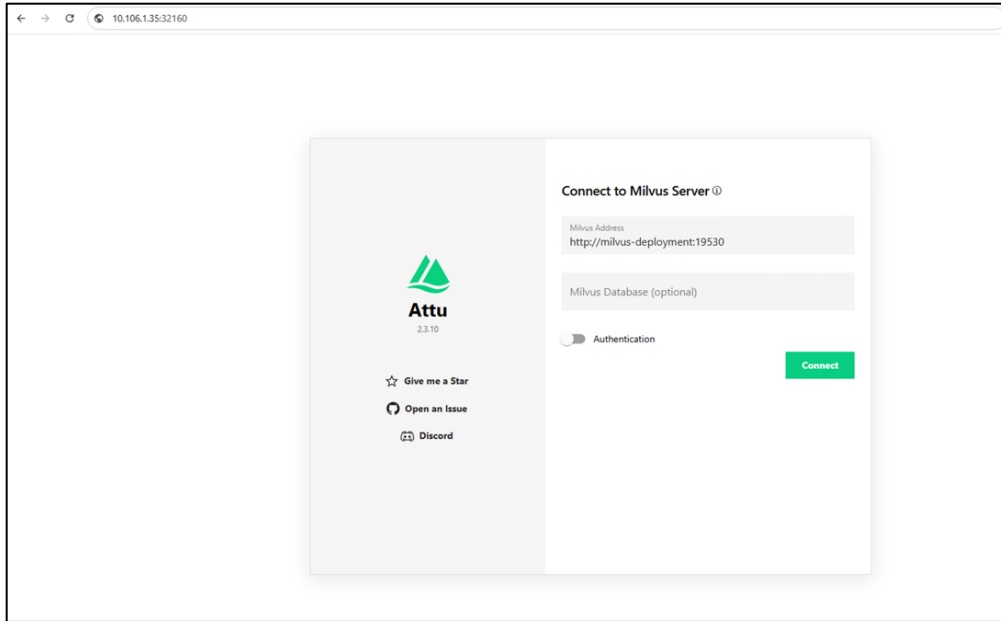 10.106.1.35:32160
Attu
2.3.10
Give me a Star
Open an Issue
Discord
Connect to Milvus Server
Milvus Address
http://milvus-deployment:19530
Milvus Database (optional)
Authentication
Connect